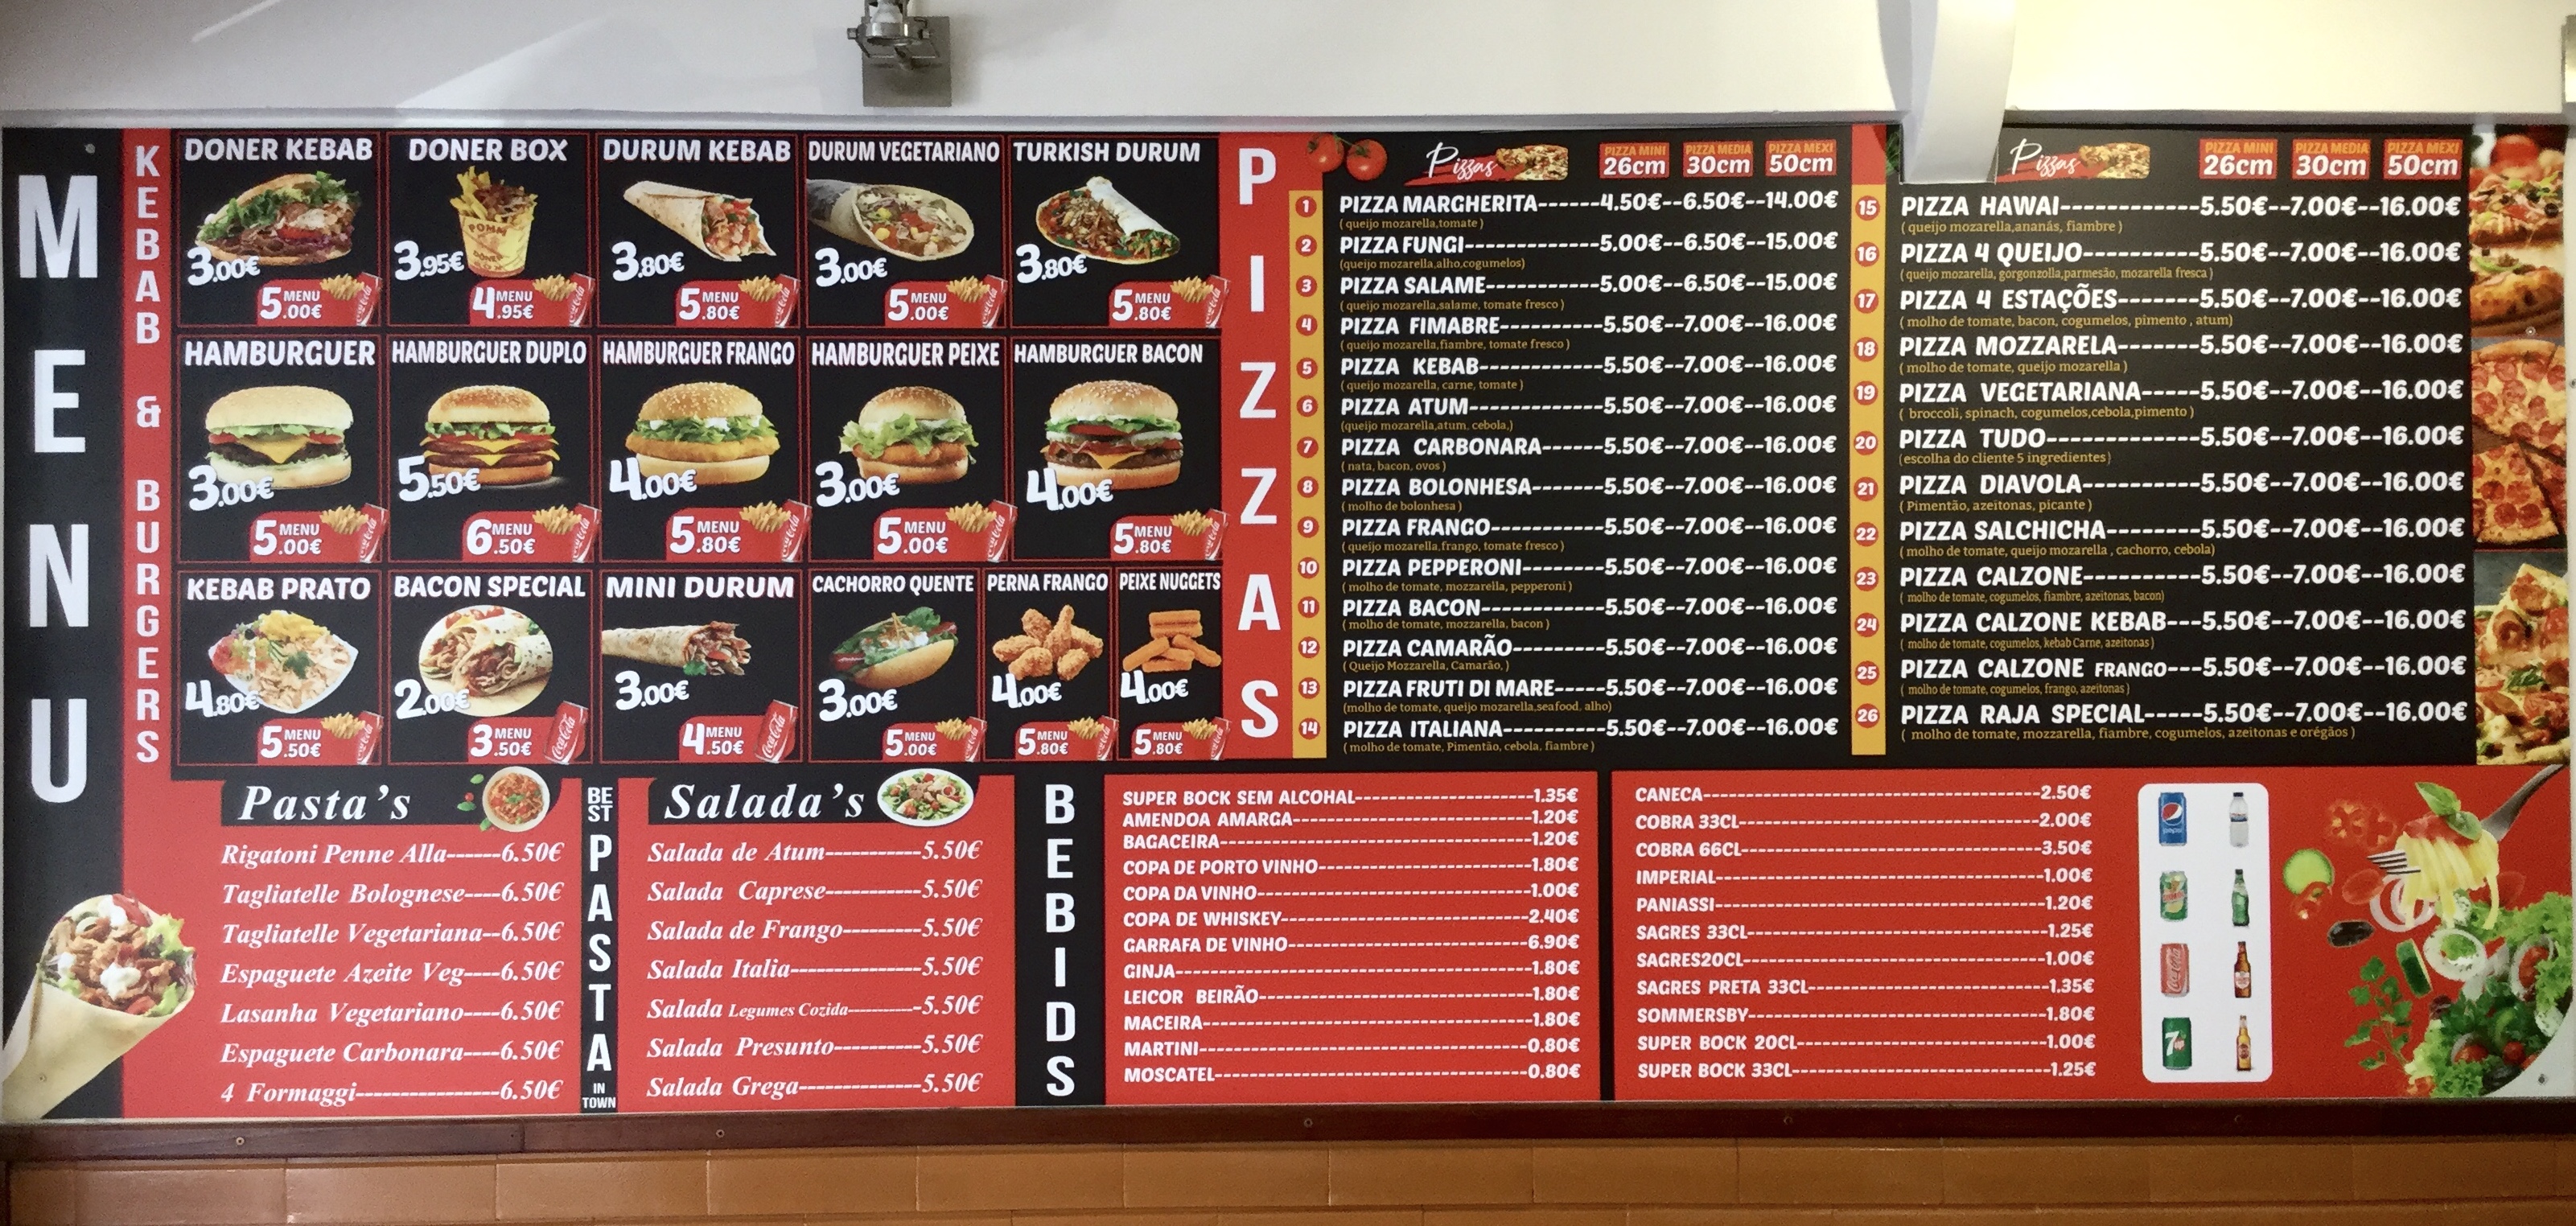 MENU
KEBAB & BURGERS
DONER KEBAB
3.00€
5 MENU .00€
DONER BOX
3.95€
4 MENU .95€
DURUM KEBAB
3.80€
5 MENU .80€
DURUM VEGETARIANO
3.00€
5 MENU .00€
TURKISH DURUM
3.80€
5 MENU .80€
HAMBURGUER
3.00€
5 MENU .00€
HAMBURGUER DUPLO
5.50€
6 MENU .50€
HAMBURGUER FRANGO
4.00€
5 MENU .80€
HAMBURGUER PEIXE
3.00€
5 MENU .00€
HAMBURGUER BACON
4.00€
5 MENU .80€
KEBAB PRATO
4.80€
5 MENU .50€
BACON SPECIAL
2.00€
3 MENU .50€
MINI DURUM
3.00€
4 MENU .50€
CACHORRO QUENTE
3.00€
5 MENU .00€
PERNA FRANGO
4.00€
5 MENU .80€
PEIXE NUGGETS
4.00€
5 MENU .80€
PIZZAS
Pizzas
PIZZA MINI 26cm
PIZZA MEDIA 30cm
PIZZA MEXI 50cm
1 PIZZA MARGHERITA------4.50€--6.50€--14.00€
( queijo mozarella,tomate )
2 PIZZA FUNGI-------------5.00€--6.50€--15.00€
(queijo mozarella,alho,cogumelos)
3 PIZZA SALAME-----------5.00€--6.50€--15.00€
( queijo mozarella,salame, tomate fresco )
4 PIZZA FIMABRE----------5.50€--7.00€--16.00€
( queijo mozarella,fiambre, tomate fresco )
5 PIZZA KEBAB------------5.50€--7.00€--16.00€
( queijo mozarella, carne, tomate )
6 PIZZA ATUM-------------5.50€--7.00€--16.00€
(queijo mozarella,atum, cebola,)
7 PIZZA CARBONARA------5.50€--7.00€--16.00€
( nata, bacon, ovos )
8 PIZZA BOLONHESA-------5.50€--7.00€--16.00€
( molho de bolonhesa )
9 PIZZA FRANGO-----------5.50€--7.00€--16.00€
( queijo mozarella,frango, tomate fresco )
10 PIZZA PEPPERONI--------5.50€--7.00€--16.00€
( molho de tomate, mozzarella, pepperoni )
11 PIZZA BACON------------5.50€--7.00€--16.00€
( molho de tomate, mozzarella, bacon )
12 PIZZA CAMARÃO---------5.50€--7.00€--16.00€
( Queijo Mozzarella, Camarão, )
13 PIZZA FRUTI DI MARE-----5.50€--7.00€--16.00€
(molho de tomate, queijo mozarella,seafood, alho)
14 PIZZA ITALIANA----------5.50€--7.00€--16.00€
( molho de tomate, Pimentão, cebola, fiambre )
Pizzas
PIZZA MINI 26cm
PIZZA MEDIA 30cm
PIZZA MEXI 50cm
15 PIZZA HAWAI--------------5.50€--7.00€--16.00€
( queijo mozarella,ananás, fiambre )
16 PIZZA 4 QUEIJO-----------5.50€--7.00€--16.00€
( queijo mozarella, gorgonzolla,parmesão, mozarella fresca )
17 PIZZA 4 ESTAÇÕES-------5.50€--7.00€--16.00€
( molho de tomate, bacon, cogumelos, pimento , atum)
18 PIZZA MOZZARELA-------5.50€--7.00€--16.00€
( molho de tomate, queijo mozarella )
19 PIZZA VEGETARIANA-----5.50€--7.00€--16.00€
( broccoli, spinach, cogumelos,cebola,pimento )
20 PIZZA TUDO--------------5.50€--7.00€--16.00€
(escolha do cliente 5 ingredientes)
21 PIZZA DIAVOLA-----------5.50€--7.00€--16.00€
( Pimentão, azeitonas, picante )
22 PIZZA SALCHICHA--------5.50€--7.00€--16.00€
( molho de tomate, queijo mozarella , cachorro, cebola)
23 PIZZA CALZONE----------5.50€--7.00€--16.00€
( molho de tomate, cogumelos, fiambre, azeitonas, bacon)
24 PIZZA CALZONE KEBAB---5.50€--7.00€--16.00€
( molho de tomate, cogumelos, kebab Carne, azeitonas )
25 PIZZA CALZONE FRANGO---5.50€--7.00€--16.00€
( molho de tomate, cogumelos, frango, azeitonas )
26 PIZZA RAJA SPECIAL-----5.50€--7.00€--16.00€
( molho de tomate, mozzarella, fiambre, cogumelos, azeitonas e orégãos )
Pasta's
Rigatoni Penne Alla------6.50€
Tagliatelle Bolognese----6.50€
Tagliatelle Vegetariana--6.50€
Espaguete Azeite Veg----6.50€
Lasanha Vegetariano----6.50€
Espaguete Carbonara----6.50€
4 Formaggi----------------6.50€
BEST PASTA IN TOWN
Salada's
Salada de Atum-----------5.50€
Salada Caprese-----------5.50€
Salada de Frango---------5.50€
Salada Italia---------------5.50€
Salada Legumes Cozida-----------5.50€
Salada Presunto----------5.50€
Salada Grega--------------5.50€
BEBIDS
SUPER BOCK SEM ALCOHAL--------------------1.35€
AMENDOA AMARGA---------------------------1.20€
BAGACEIRA-----------------------------------1.20€
COPA DE PORTO VINHO------------------------1.80€
COPA DA VINHO-------------------------------1.00€
COPA DE WHISKEY----------------------------2.40€
GARRAFA DE VINHO---------------------------6.90€
GINJA----------------------------------------1.80€
LEICOR BEIRÃO-------------------------------1.80€
MACEIRA-------------------------------------1.80€
MARTINI-------------------------------------0.80€
MOSCATEL-----------------------------------0.80€
CANECA--------------------------------------2.50€
COBRA 33CL---------------------------------2.00€
COBRA 66CL---------------------------------3.50€
IMPERIAL------------------------------------1.00€
PANIASSI------------------------------------1.20€
SAGRES 33CL--------------------------------1.25€
SAGRES20CL---------------------------------1.00€
SAGRES PRETA 33CL-------------------------1.35€
SOMMERSBY---------------------------------1.80€
SUPER BOCK 20CL---------------------------1.00€
SUPER BOCK 33CL---------------------------1.25€